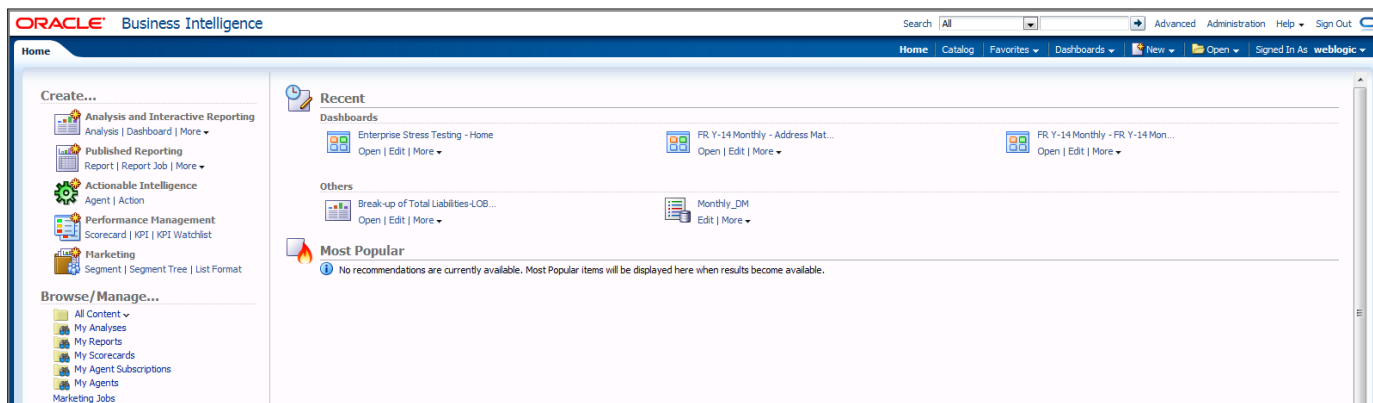 ORACLE Business Intelligence
Search All Advanced Administration Help Sign Out
Home
Home Catalog Favorites Dashboards New Open Signed In As weblogic
Create...
Analysis and Interactive Reporting
Analysis | Dashboard | More
Published Reporting
Report | Report Job | More
Actionable Intelligence
Agent | Action
Performance Management
Scorecard | KPI | KPI Watchlist
Marketing
Segment | Segment Tree | List Format
Browse/Manage...
All Content
My Analyses
My Reports
My Scorecards
My Agent Subscriptions
My Agents
Marketing Jobs
Recent
Dashboards
Enterprise Stress Testing - Home
Open | Edit | More
FR Y-14 Monthly - Address Mat...
Open | Edit | More
FR Y-14 Monthly - FR Y-14 Mon...
Open | Edit | More
Others
Break-up of Total Liabilities-LOB...
Open | Edit | More
Monthly_DM
Edit | More
Most Popular
No recommendations are currently available. Most Popular items will be displayed here when results become available.